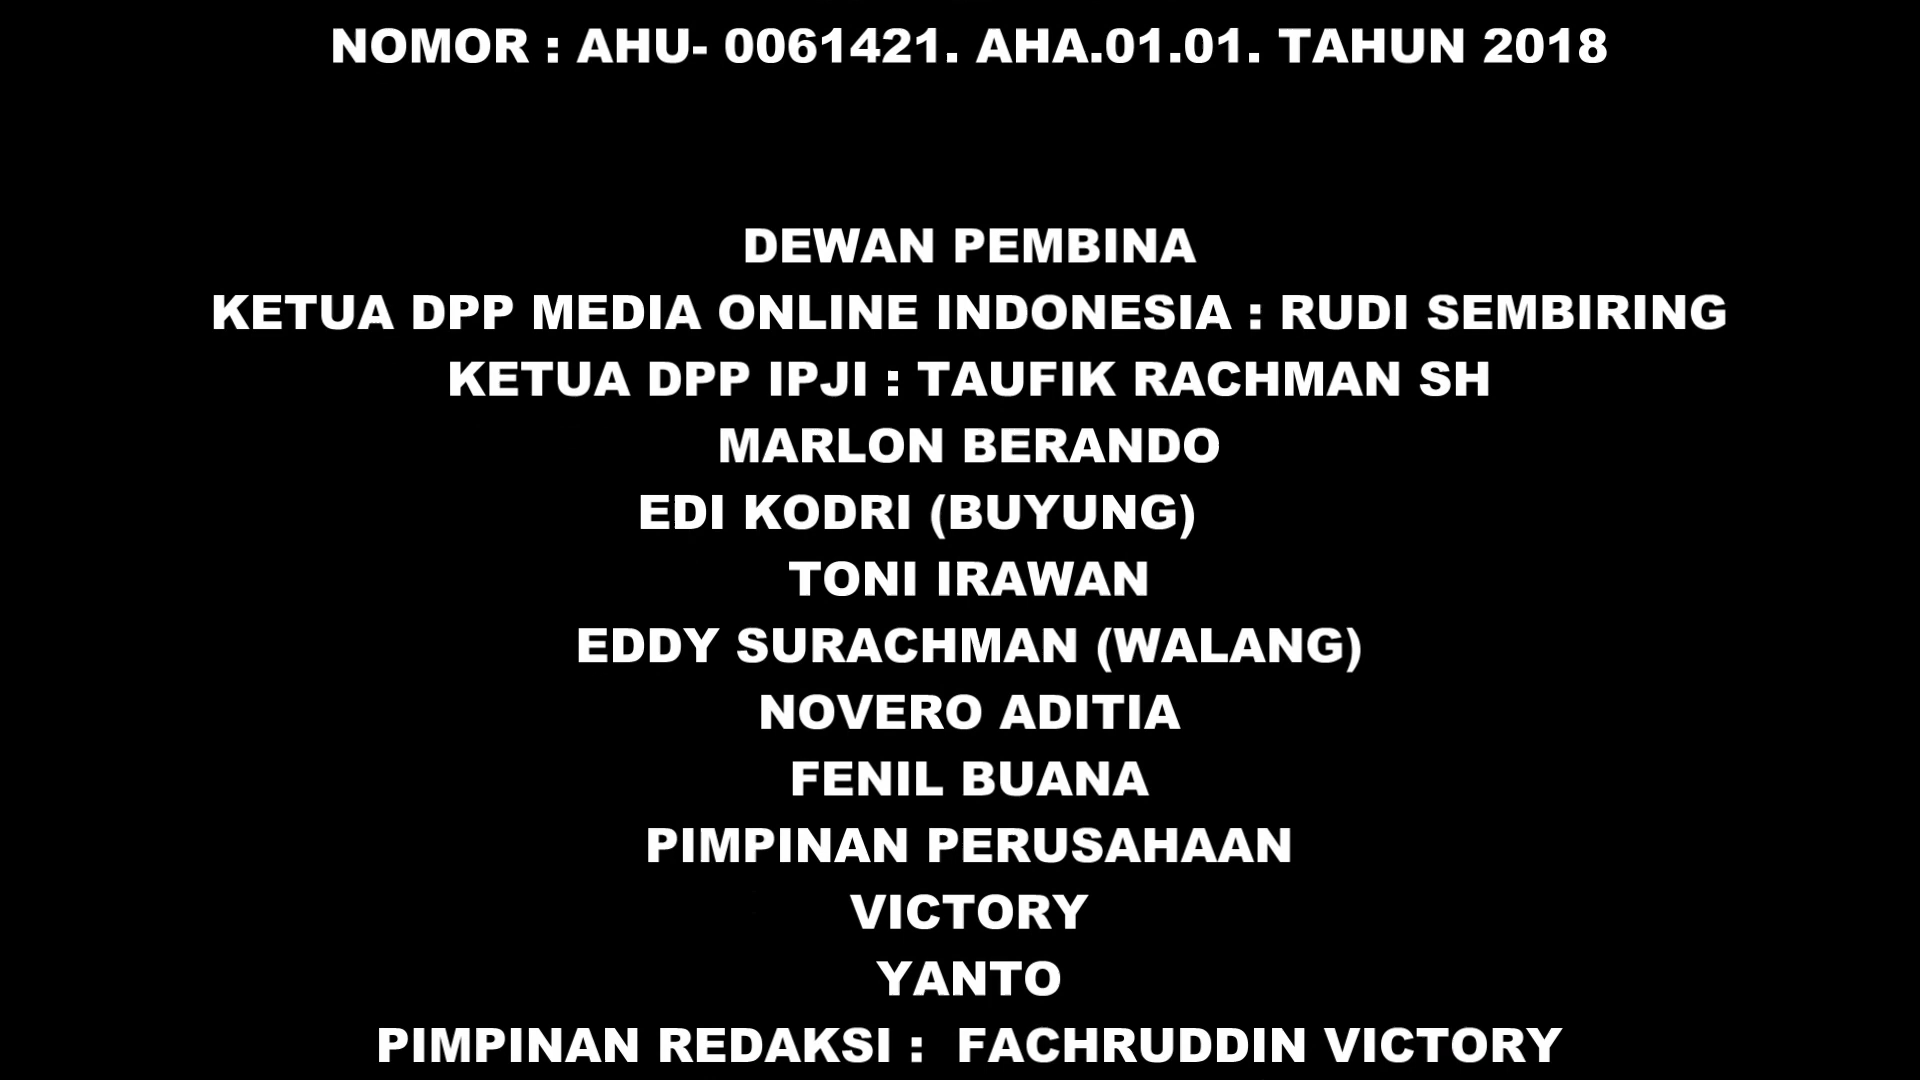 NOMOR : AHU- 0061421. AHA.01.01. TAHUN 2018
DEWAN PEMBINA
KETUA DPP MEDIA ONLINE INDONESIA : RUDI SEMBIRING
KETUA DPP IPJI : TAUFIK RACHMAN SH
MARLON BERANDO
EDI KODRI (BUYUNG)
TONI IRAWAN
EDDY SURACHMAN (WALANG)
NOVERO ADITIA
FENIL BUANA
PIMPINAN PERUSAHAAN
VICTORY
YANTO
PIMPINAN REDAKSI :  FACHRUDDIN VICTORY